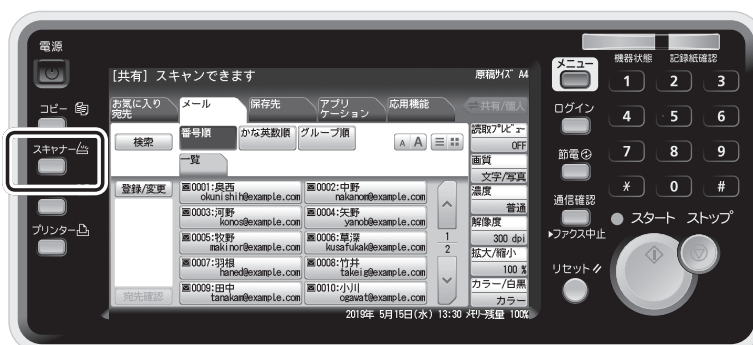 電源
コピー
スキャナー
プリンター
[共有] スキャンできます
原稿ｻｲｽﾞ A4
お気に入り
宛先
メール
保存先
アプリ
ケーション
応用機能
共有/個人
検索
番号順
かな英数順
グループ順
A A
一覧
登録/変更
0001:奥西
okunishi@example.com
0002:中野
nakanom@example.com
0003:河野
konos@example.com
0004:矢野
yanob@example.com
0005:牧野
makinor@example.com
0006:草深
kusafukak@example.com
0007:羽根
haned@example.com
0008:竹井
takeig@example.com
0009:田中
tanakam@example.com
0010:小川
ogawat@example.com
1
2
宛先確認
読取ﾌﾟﾚﾋﾞｭｰ
OFF
画質
文字/写真
濃度
普通
解像度
300 dpi
拡大/縮小
100 %
カラー/白黒
カラー
2019年 5月15日(水) 13:30 ﾒﾓﾘｰ残量 100%
メニュー
ログイン
節電
通信確認
▶ファクス中止
リセット
機器状態
記録紙確認
1 2 3
4 5 6
7 8 9
* 0 #
スタート ストップ